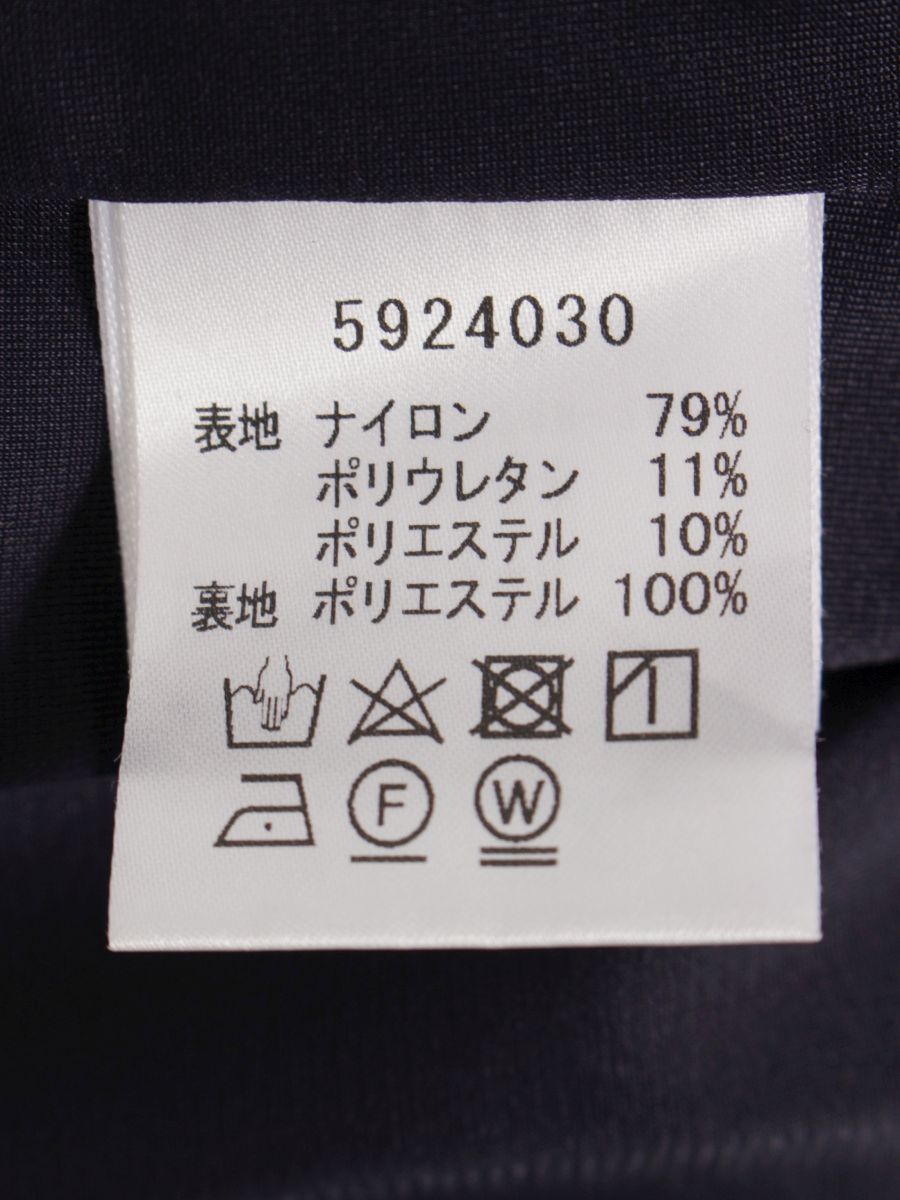 5924030
表地 ナイロン 79%
ポリウレタン 11%
ポリエステル 10%
裏地 ポリエステル 100%
F W